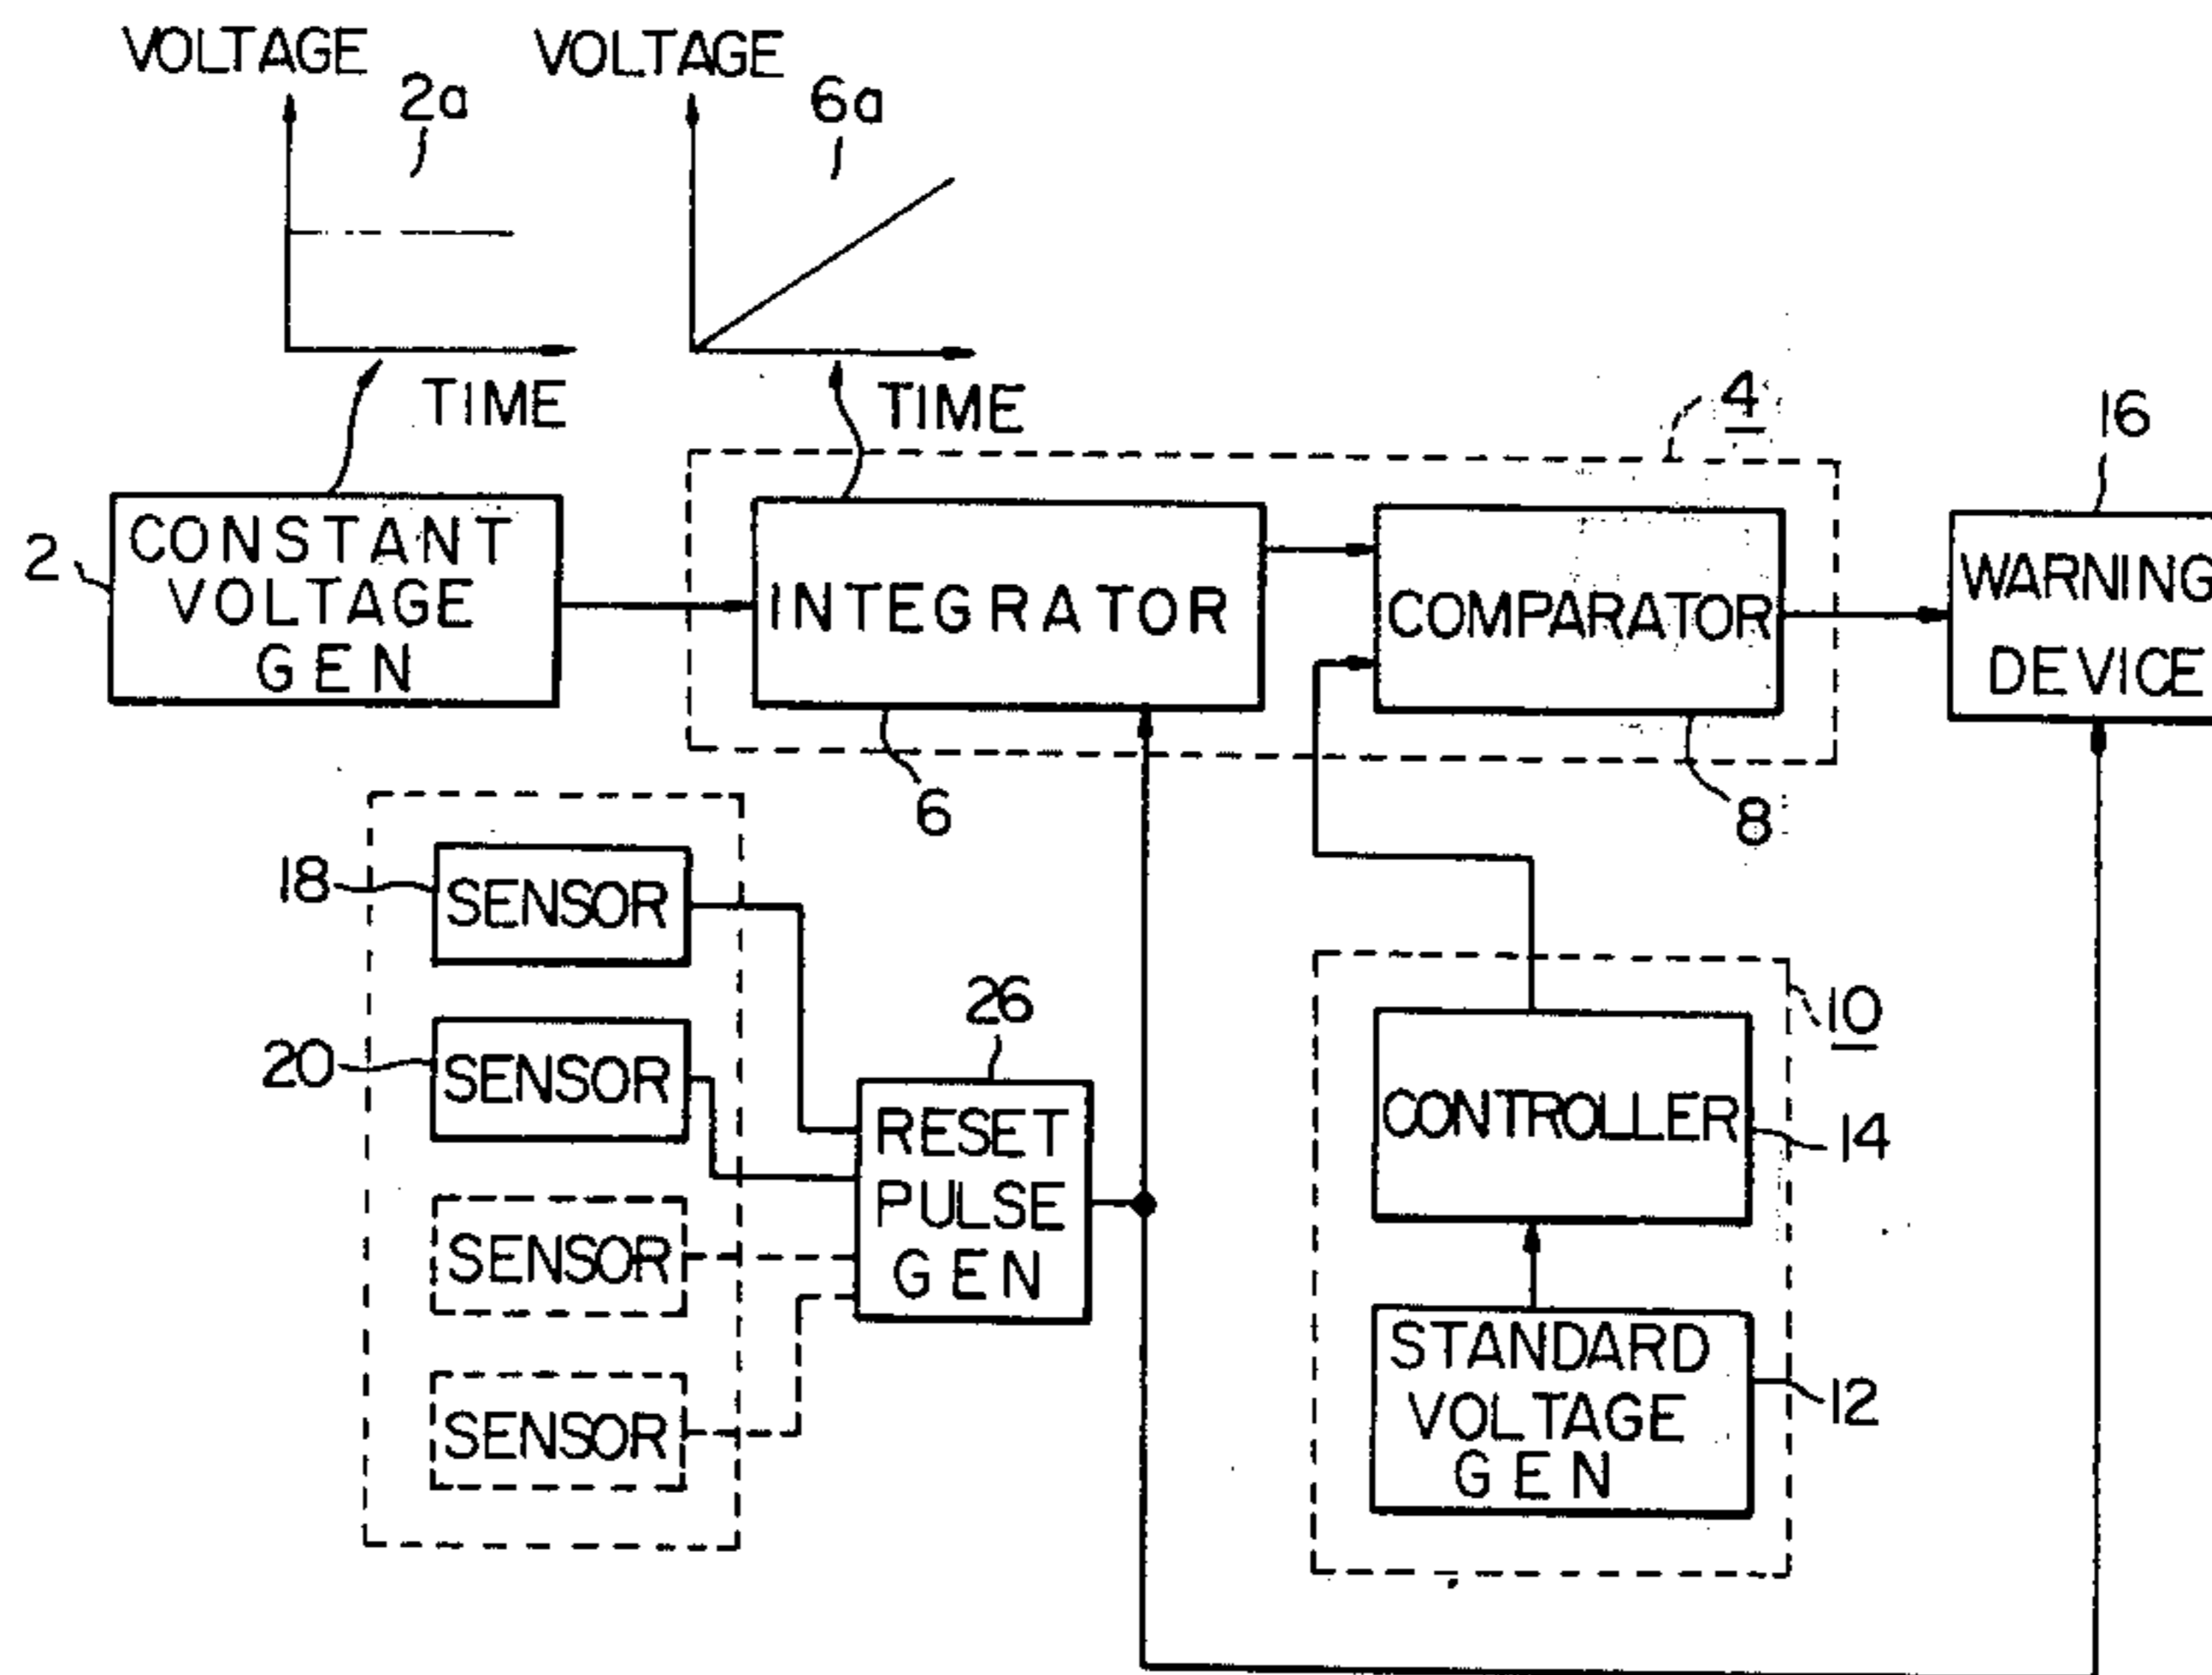 VOLTAGE
2a
TIME
VOLTAGE
6a
TIME
4
16
2
CONSTANT
VOLTAGE
GEN
INTEGRATOR
COMPARATOR
WARNING
DEVICE
6
8
18
SENSOR
20
SENSOR
SENSOR
SENSOR
26
RESET
PULSE
GEN
10
CONTROLLER
14
STANDARD
VOLTAGE
GEN
12